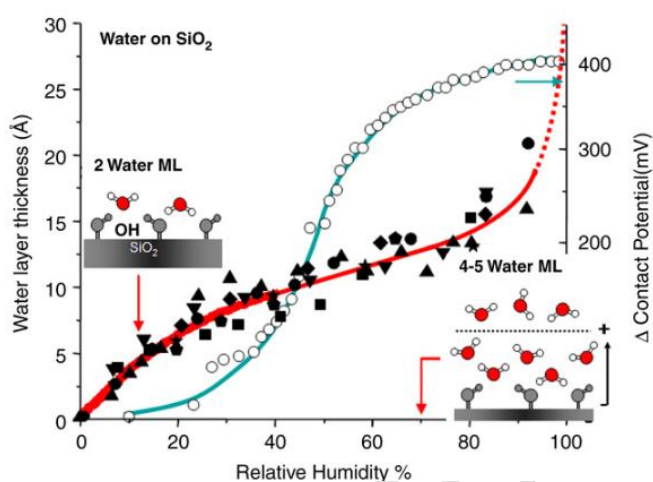 Water on SiO₂
30
25
20
15
10
5
0
Water layer thickness (Å)
400
300
200
Δ Contact Potential(mV)
2 Water ML
OH
SiO₂
4-5 Water ML
+
0 20 40 60 80 100
Relative Humidity %